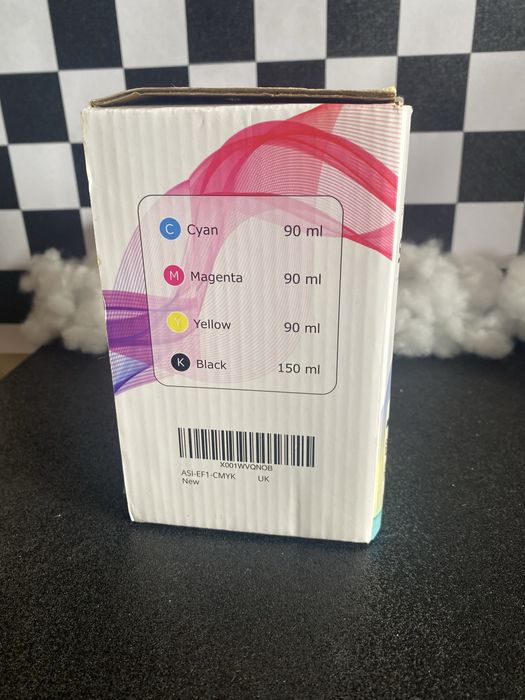 C Cyan 90 ml
M Magenta 90 ml
Y Yellow 90 ml
K Black 150 ml
X001WVQNOB
ASI-EF1-CMYK UK
New